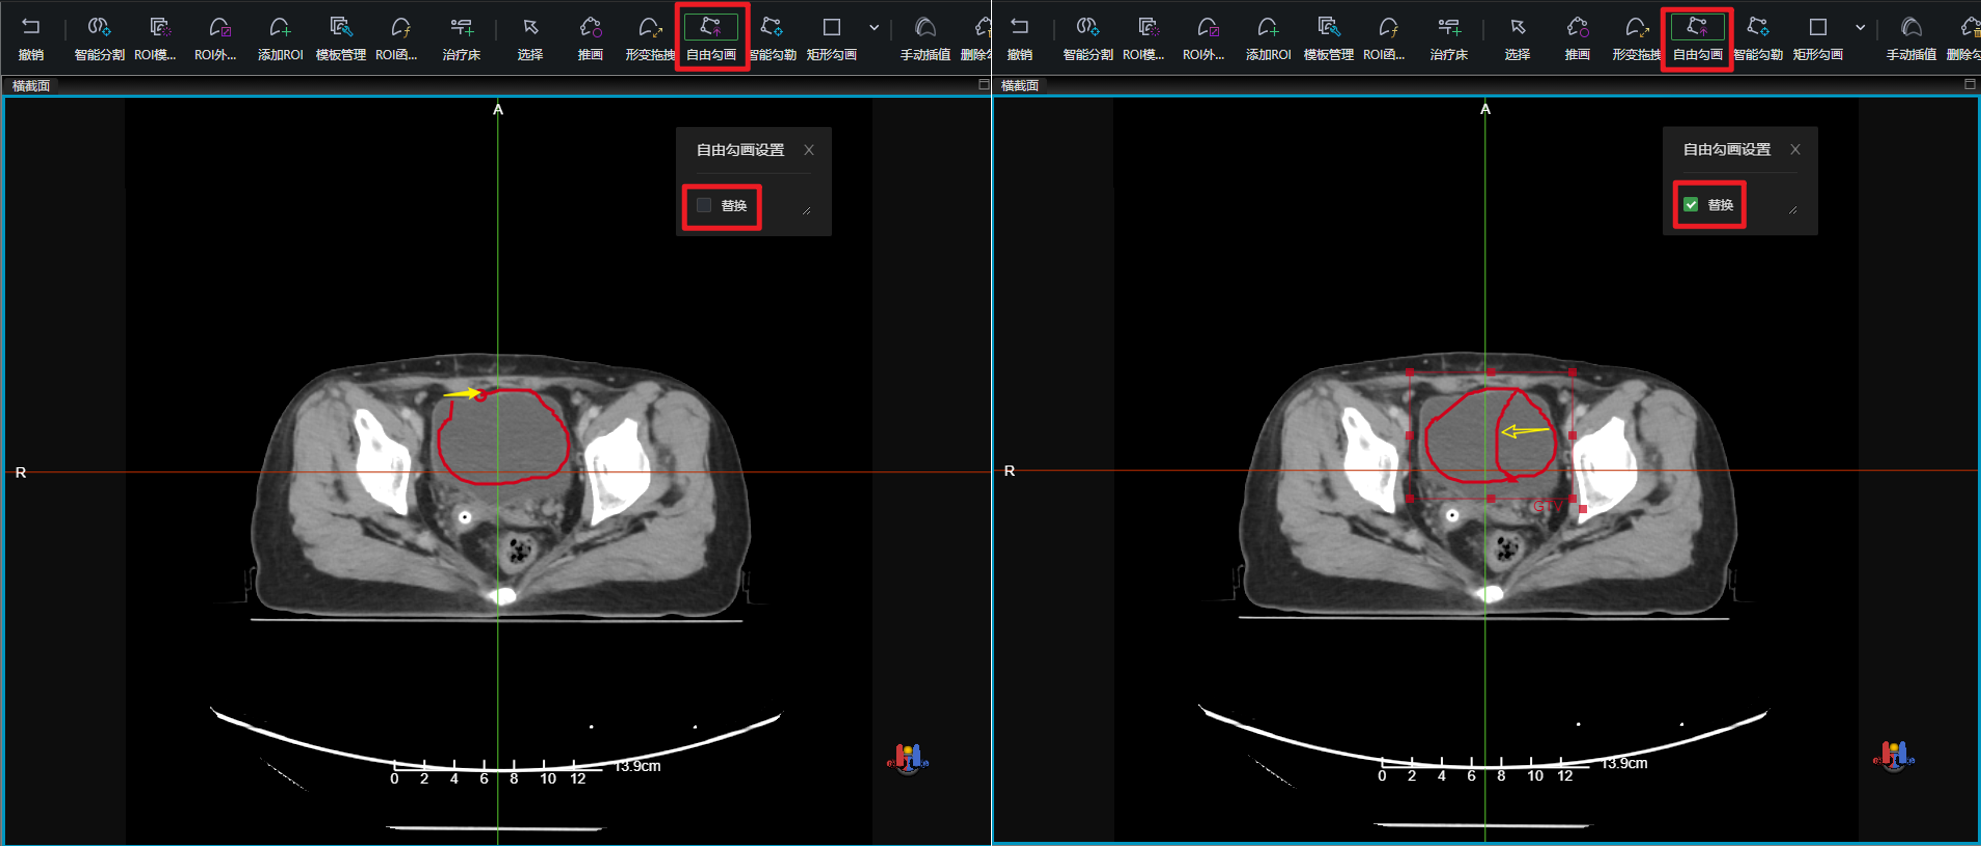 撤销 智能分割 ROI模... ROI外... 添加ROI 模板管理 ROI函... 治疗床 选择 推画 形变拖拽 自由勾画 智能勾勒 矩形勾画 手动插值 删除勾
横截面
A
自由勾画设置
替换
R
0 2 4 6 8 10 12 13.9cm
撤销 智能分割 ROI模... ROI外... 添加ROI 模板管理 ROI函... 治疗床 选择 推画 形变拖拽 自由勾画 智能勾勒 矩形勾画 手动插值 删除勾
横截面
A
自由勾画设置
替换
R
GTV
0 2 4 6 8 10 12 13.9cm